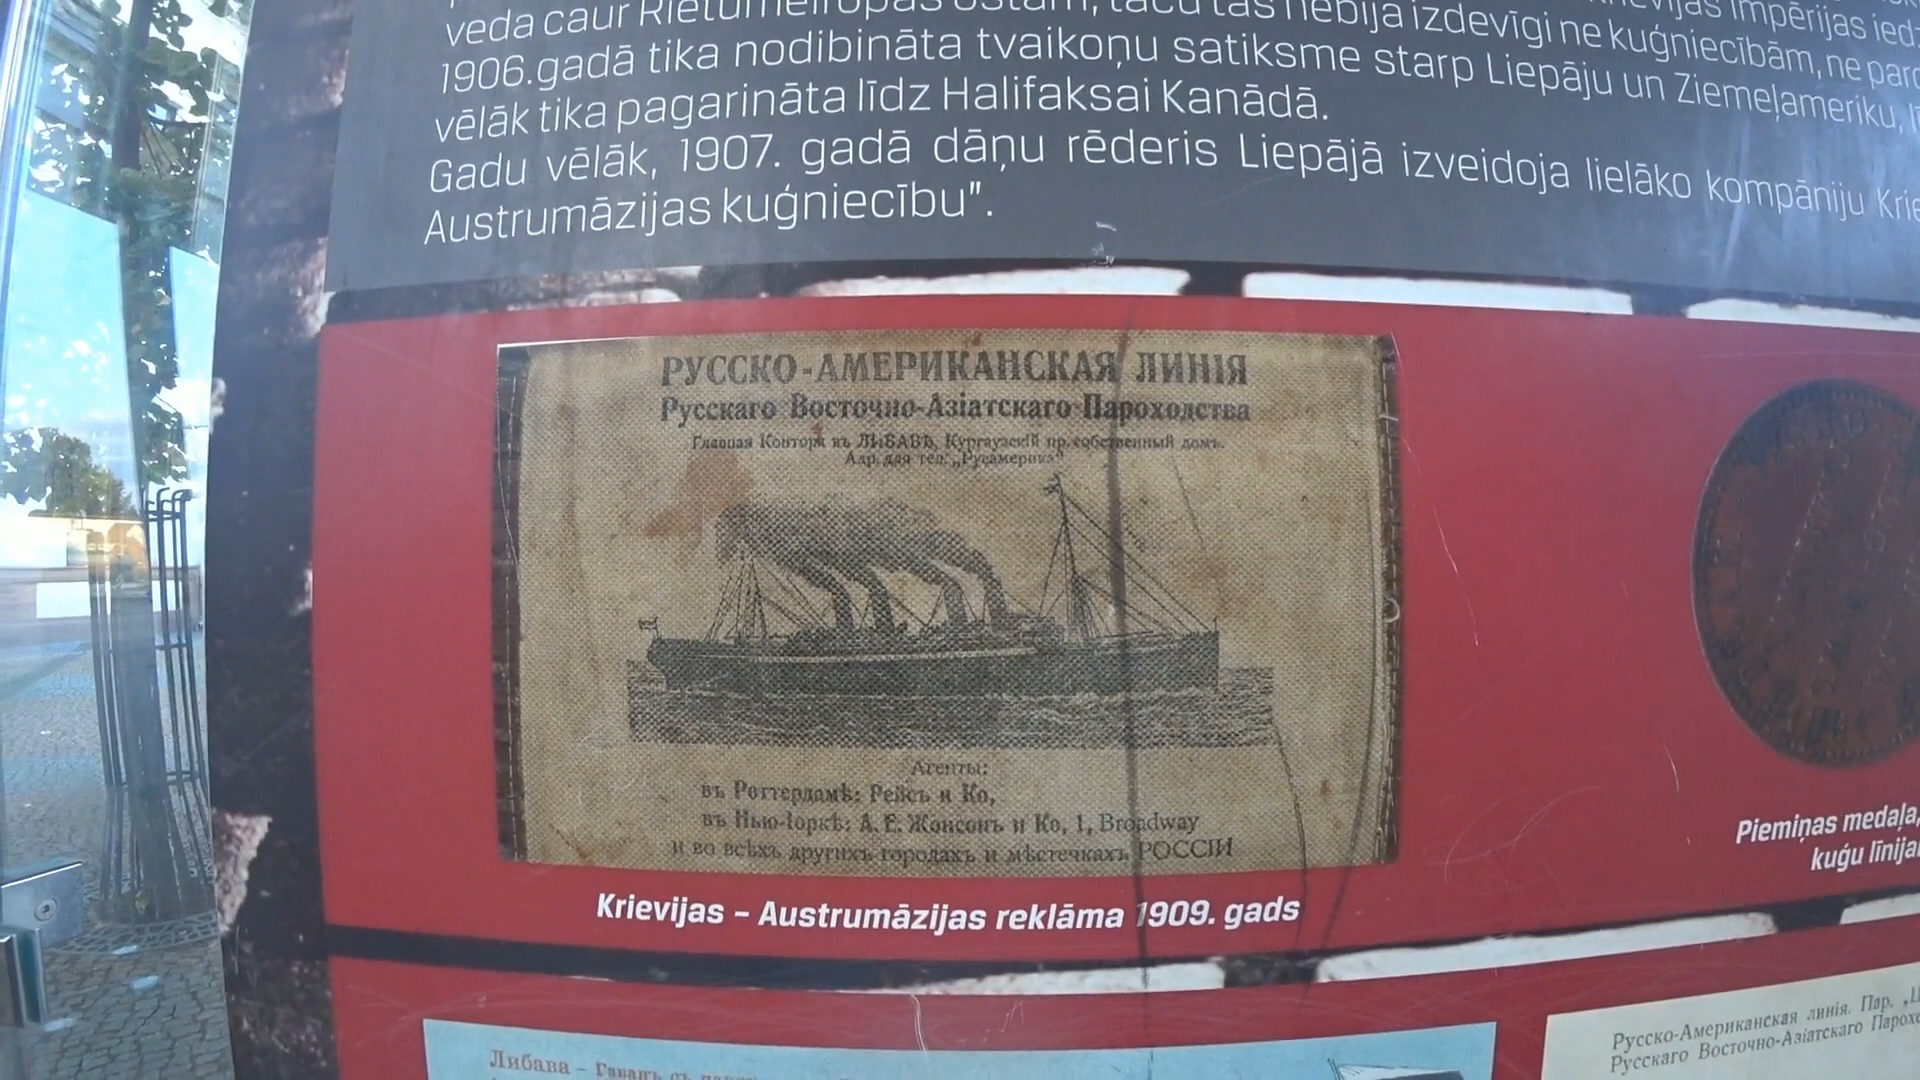 veda caur Rietumeiropas ostām, taču tas nebija izdevīgi ne kuģniecībām, ne
1906.gadā tika nodibināta tvaikoņu satiksme starp Liepāju un Ziemeļameriku,
vēlāk tika pagarināta līdz Halifaksai Kanādā.
Gadu vēlāk, 1907. gadā dāņu rēderis Liepājā izveidoja lielāko kompāniju
Austrumāzijas kuģniecību".
РУССКО-АМЕРИКАНСКАЯ ЛИНІЯ
Русскаго Восточно-Азіатскаго Пароходства
Главная Контора въ ЛИБАВѢ, Кургаузскій пр. собственный домъ.
Адр. для тел. „Русамерика"
Агенты:
въ Роттердамѣ: Рейсъ и Ко,
въ Нью-Іоркѣ: А. Е. Жонсонъ и Ко, 1, Broadway
и во всѣхъ другихъ городахъ и мѣстечкахъ РОССІИ
Krievijas – Austrumāzijas reklāma 1909. gads
Piemiņas medaļa,
kuģu līnija
Либава – Гавань съ
Русско-Американская линія. Пар.
Русскаго Восточно-Азіатскаго